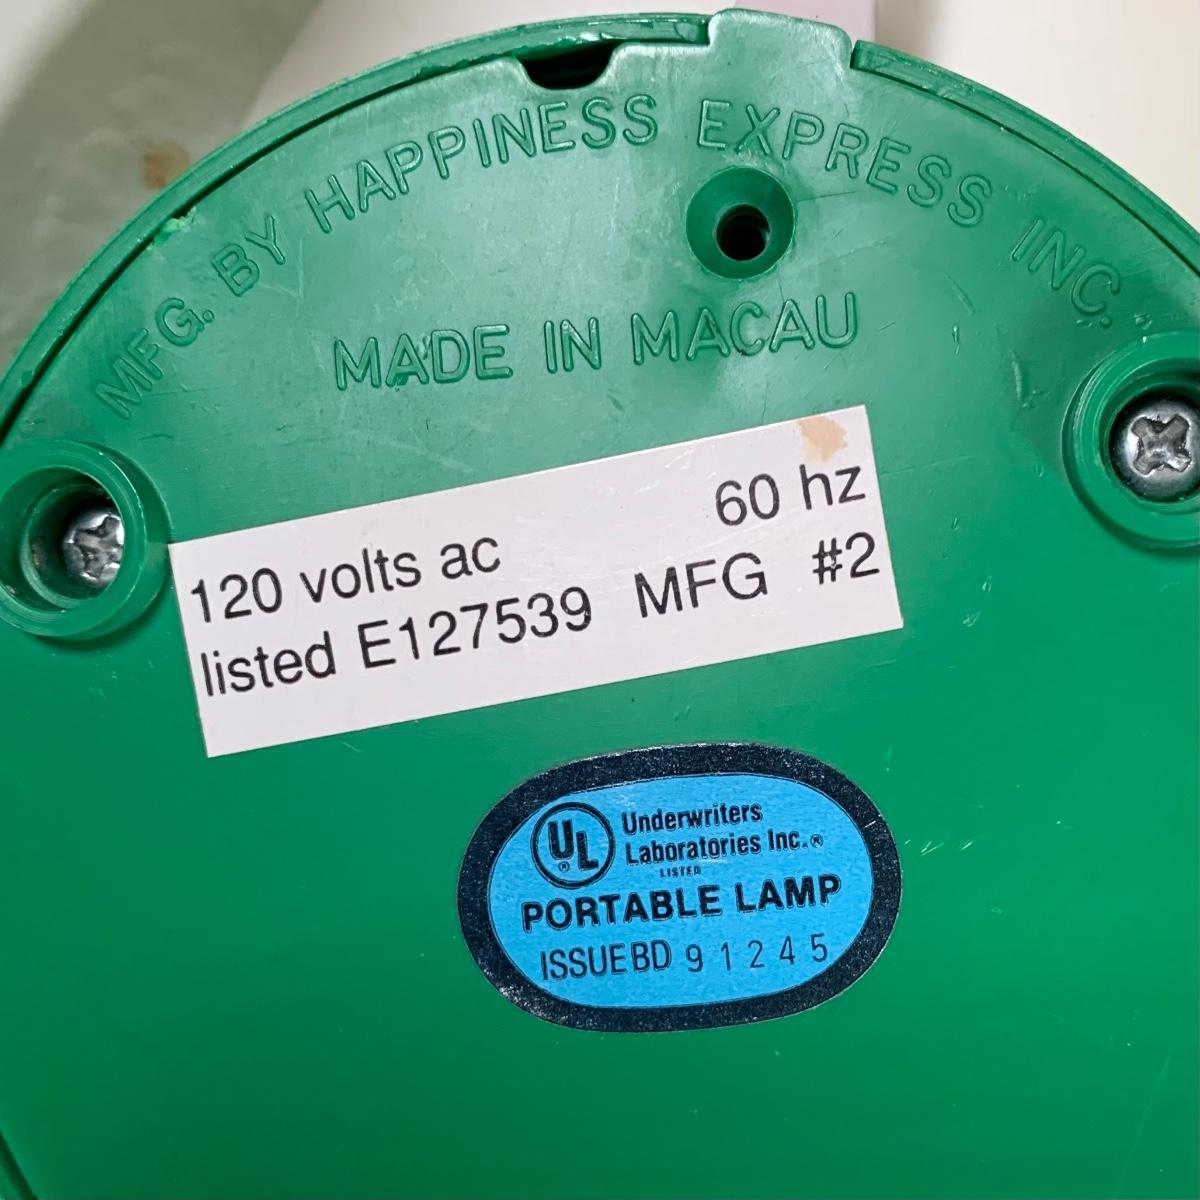 MFG. BY HAPPINESS EXPRESS INC.
MADE IN MACAU
120 volts ac 60 hz
listed E127539 MFG #2
UL ®
Underwriters
Laboratories Inc.®
LISTED
PORTABLE LAMP
ISSUE BD 91245